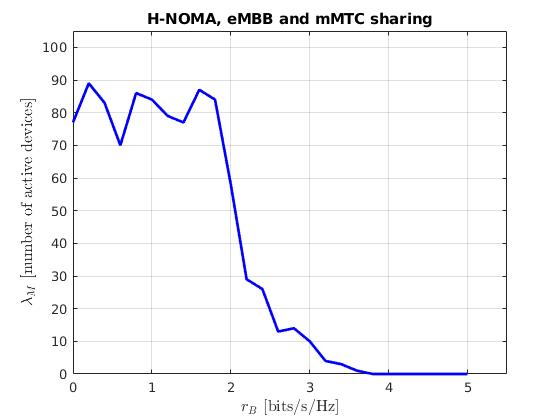 H-NOMA, eMBB and mMTC sharing
100
90
80
70
60
50
40
30
20
10
0
λ_M [number of active devices]
0 1 2 3 4 5
r_B [bits/s/Hz]